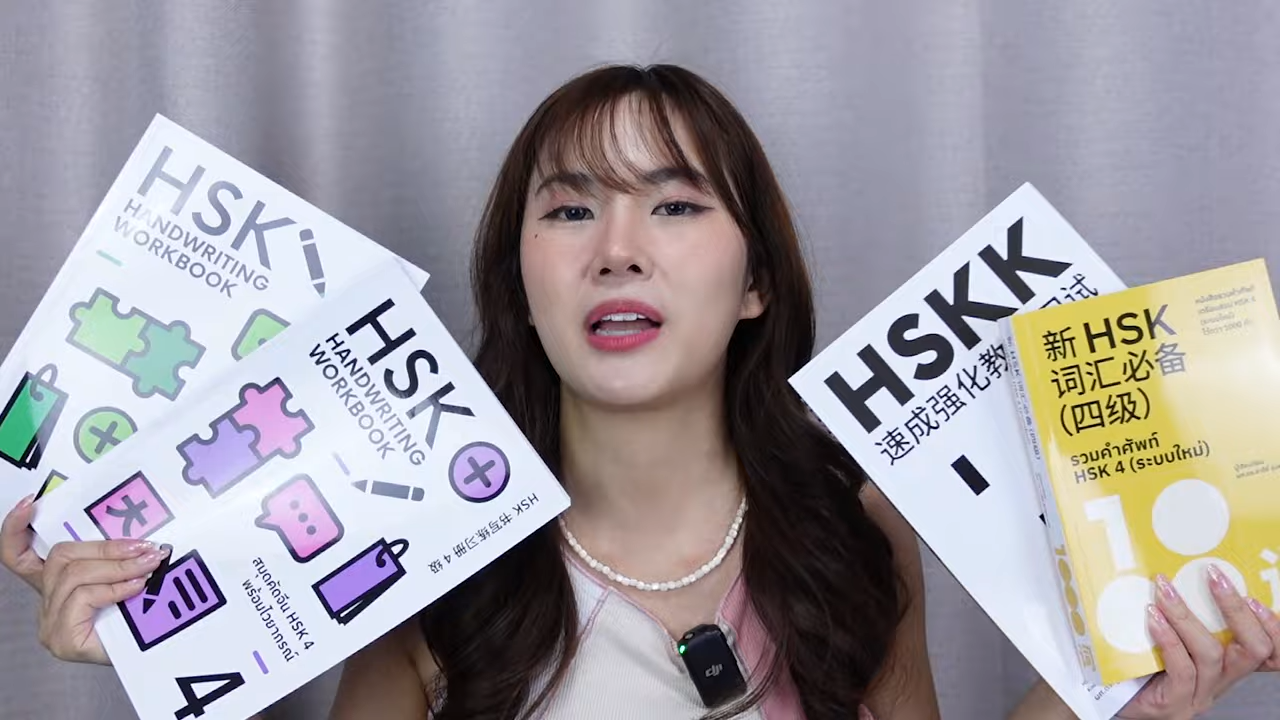 HSK
HANDWRITING
WORKBOOK
HSK
HANDWRITING
WORKBOOK
HSK 书写练习册 4 级
大
สมุดคัดจีน HSK 4
พร้อมไวยากรณ์
4
HSKK
速成强化教
试
新 HSK
词汇必备
(四级)
รวมคำศัพท์
HSK 4 (ระบบใหม่)
dji